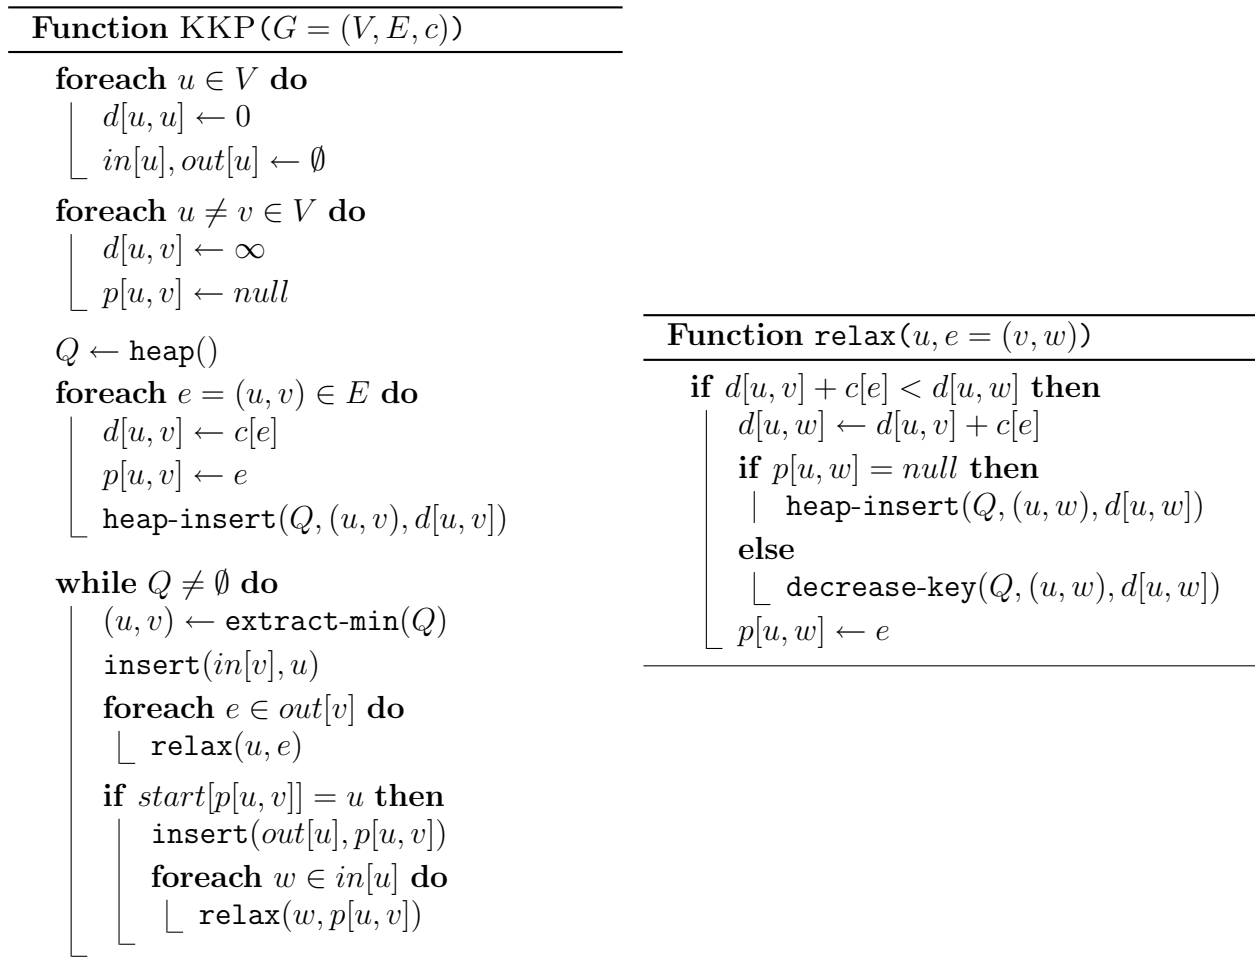 Function KKP(G = (V, E, c))
foreach u ∈ V do
d[u, u] ← 0
in[u], out[u] ← ∅
foreach u ≠ v ∈ V do
d[u, v] ← ∞
p[u, v] ← null
Q ← heap()
foreach e = (u, v) ∈ E do
d[u, v] ← c[e]
p[u, v] ← e
heap-insert(Q, (u, v), d[u, v])
while Q ≠ ∅ do
(u, v) ← extract-min(Q)
insert(in[v], u)
foreach e ∈ out[v] do
relax(u, e)
if start[p[u, v]] = u then
insert(out[u], p[u, v])
foreach w ∈ in[u] do
relax(w, p[u, v])
Function relax(u, e = (v, w))
if d[u, v] + c[e] < d[u, w] then
d[u, w] ← d[u, v] + c[e]
if p[u, w] = null then
heap-insert(Q, (u, w), d[u, w])
else
decrease-key(Q, (u, w), d[u, w])
p[u, w] ← e